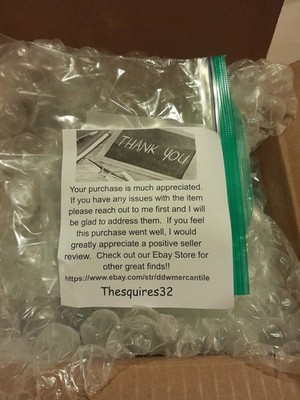 THANK YOU
Your purchase is much appreciated.
If you have any issues with the item
please reach out to me first and I will
be glad to address them. If you feel
this purchase went well, I would
greatly appreciate a positive seller
review. Check out our Ebay Store for
other great finds!!
https://www.ebay.com/str/ddwmercantile
Thesquires32